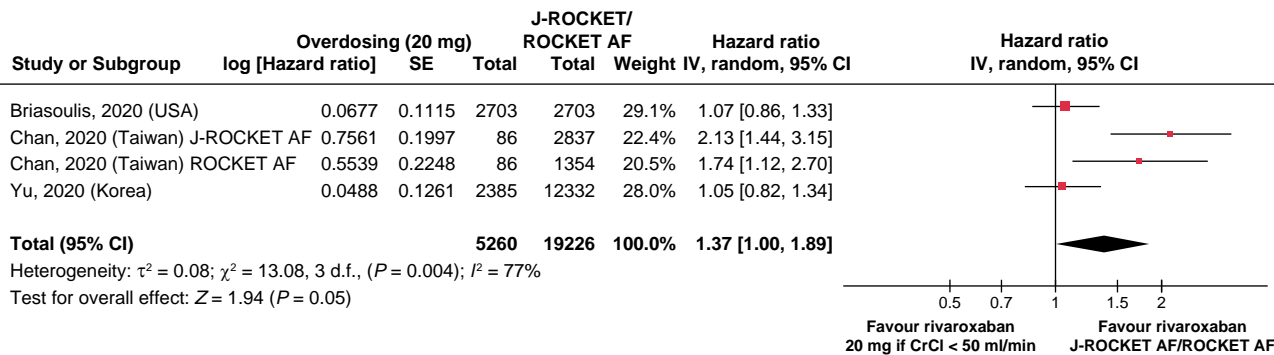 J-ROCKET/
Overdosing (20 mg) ROCKET AF Hazard ratio Hazard ratio
Study or Subgroup log [Hazard ratio] SE Total Total Weight IV, random, 95% CI IV, random, 95% CI
Briasoulis, 2020 (USA) 0.0677 0.1115 2703 2703 29.1% 1.07 [0.86, 1.33]
Chan, 2020 (Taiwan) J-ROCKET AF 0.7561 0.1997 86 2837 22.4% 2.13 [1.44, 3.15]
Chan, 2020 (Taiwan) ROCKET AF 0.5539 0.2248 86 1354 20.5% 1.74 [1.12, 2.70]
Yu, 2020 (Korea) 0.0488 0.1261 2385 12332 28.0% 1.05 [0.82, 1.34]
Total (95% CI) 5260 19226 100.0% 1.37 [1.00, 1.89]
Heterogeneity: τ² = 0.08; χ² = 13.08, 3 d.f., (P = 0.004); I² = 77%
Test for overall effect: Z = 1.94 (P = 0.05)
0.5 0.7 1 1.5 2
Favour rivaroxaban Favour rivaroxaban
20 mg if CrCl < 50 ml/min J-ROCKET AF/ROCKET AF